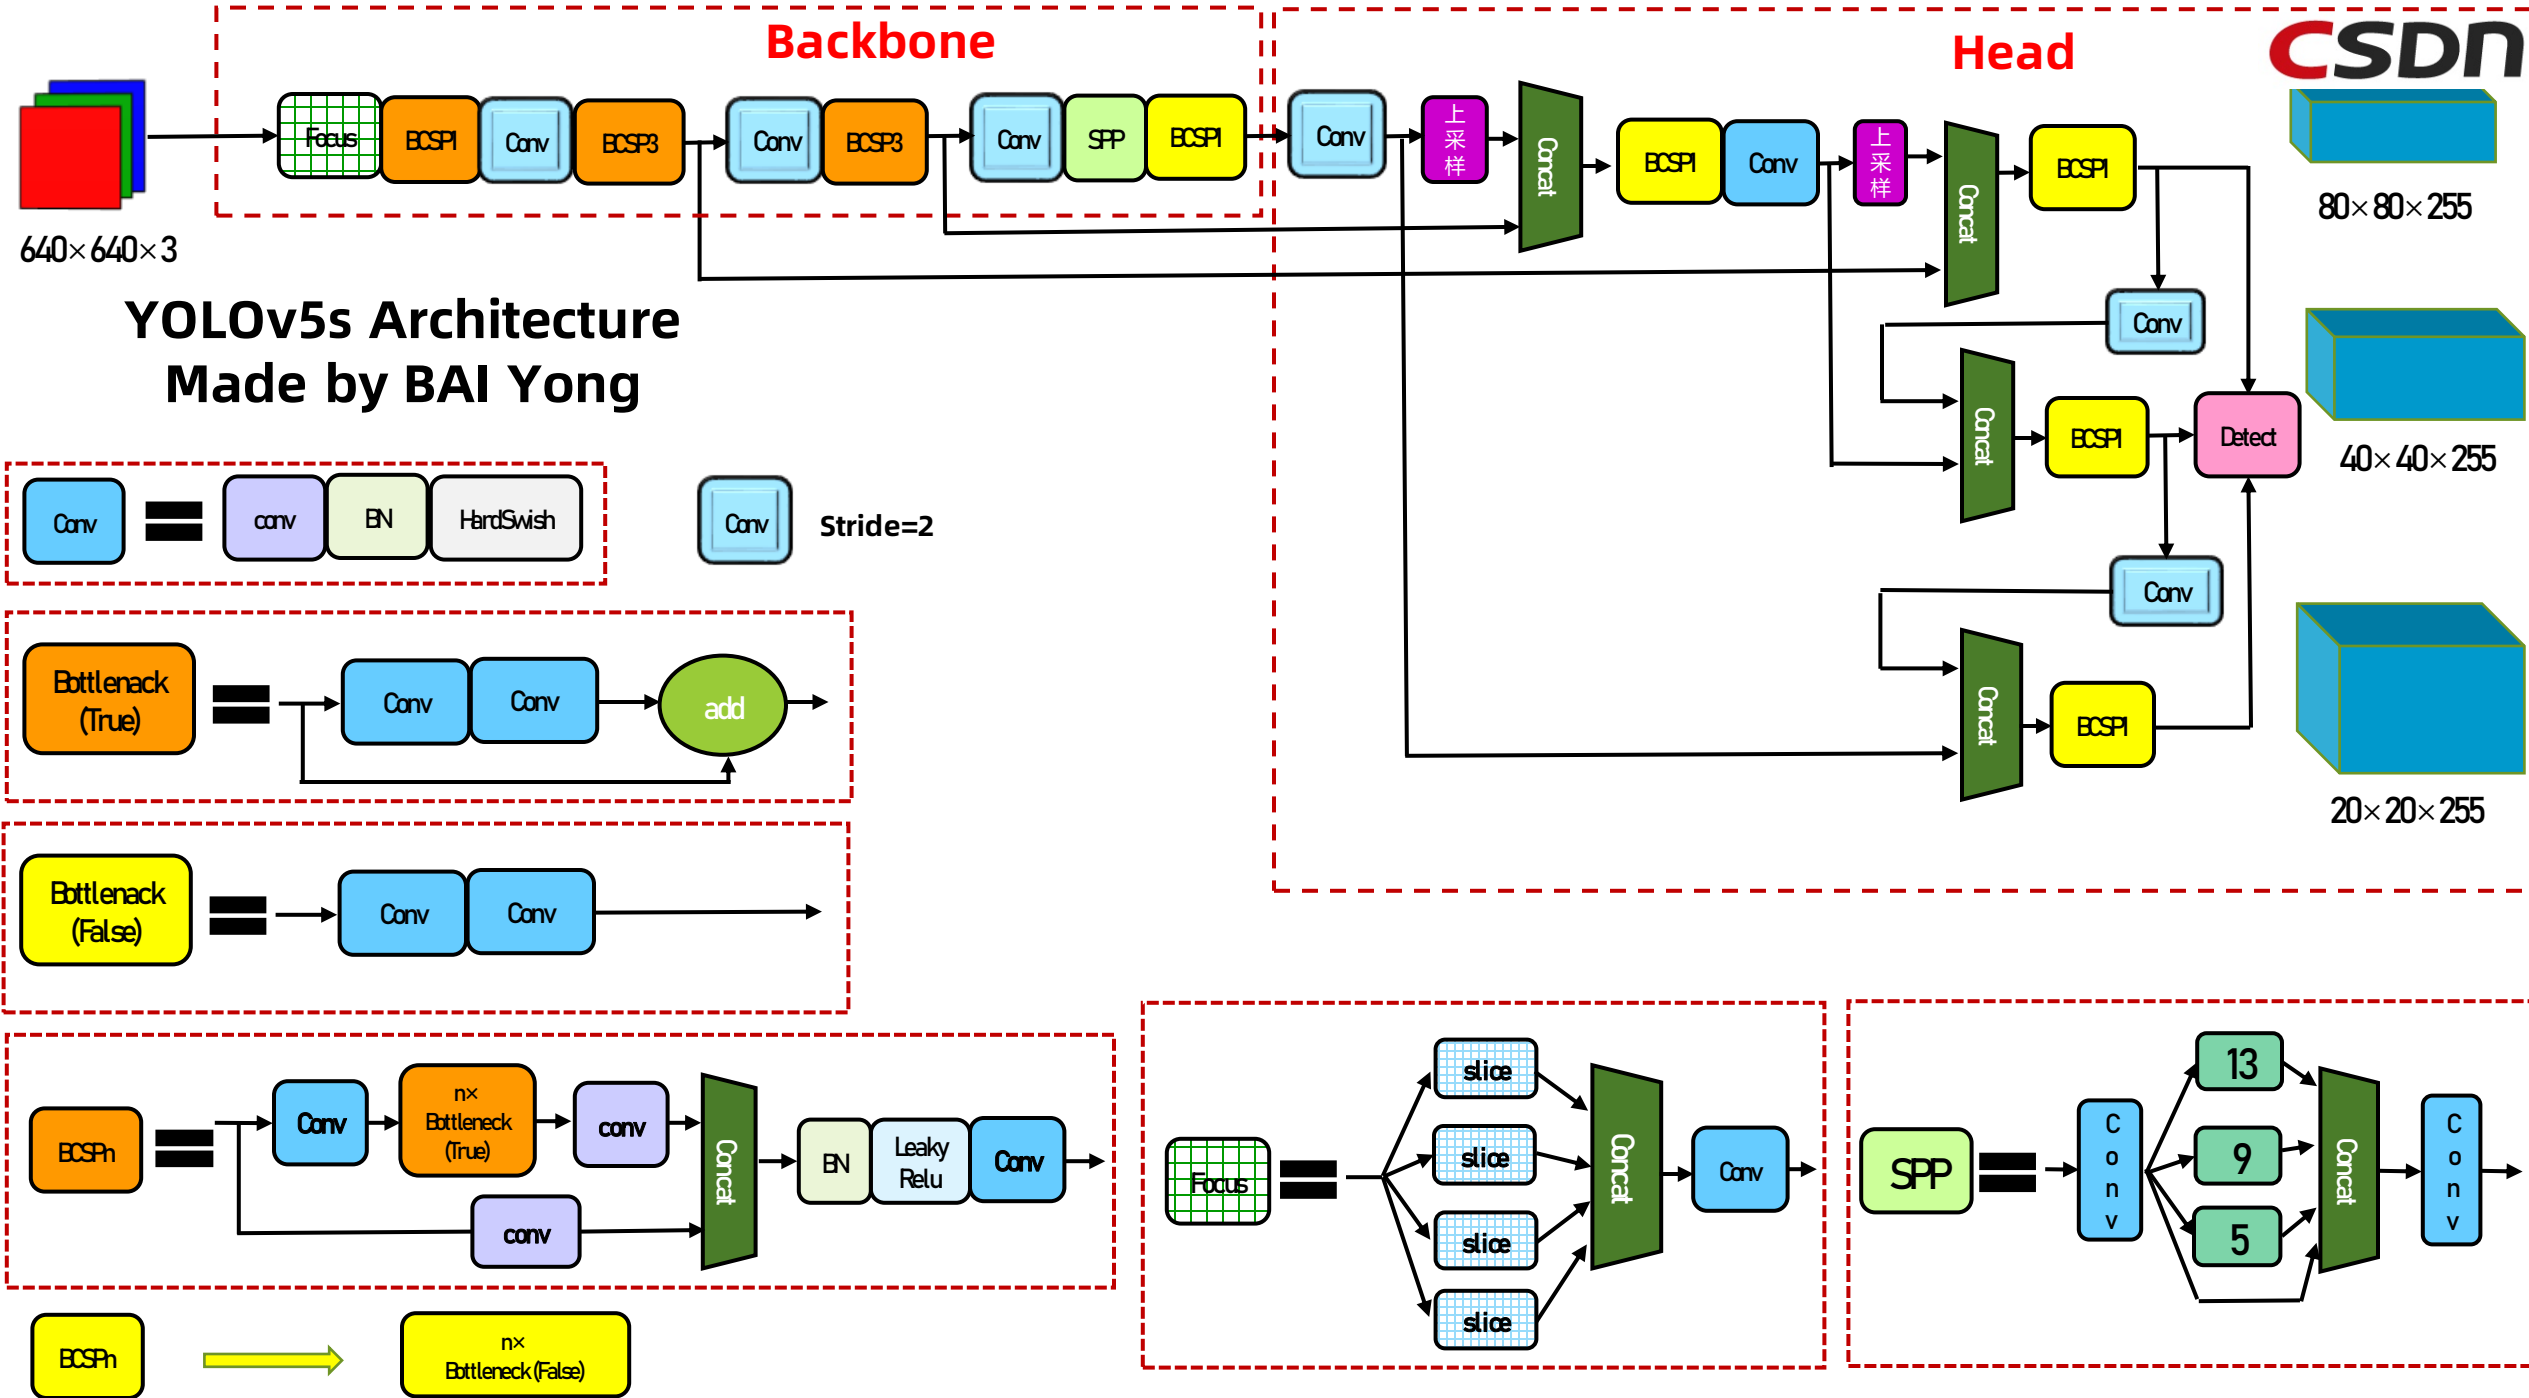 Backbone
Head
CSDN
Focus
BCSP1
Conv
BCSP3
Conv
BCSP3
Conv
SPP
BCSP1
Conv
上采样
Concat
BCSP1
Conv
上采样
Concat
BCSP1
80×80×255
640×640×3
YOLOv5s Architecture
Made by BAI Yong
Conv
Concat
BCSP1
Detect
40×40×255
Conv
Concat
BCSP1
20×20×255
Conv
conv
BN
HardSwish
Conv
Stride=2
Bottlenack
(True)
Conv
Conv
add
Bottlenack
(False)
Conv
Conv
BCSPn
Conv
n×
Bottleneck
(True)
conv
conv
Concat
BN
Leaky
Relu
Conv
BCSPn
n×
Bottleneck(False)
Focus
slice
slice
slice
slice
Concat
Conv
SPP
Conv
13
9
5
Concat
Conv